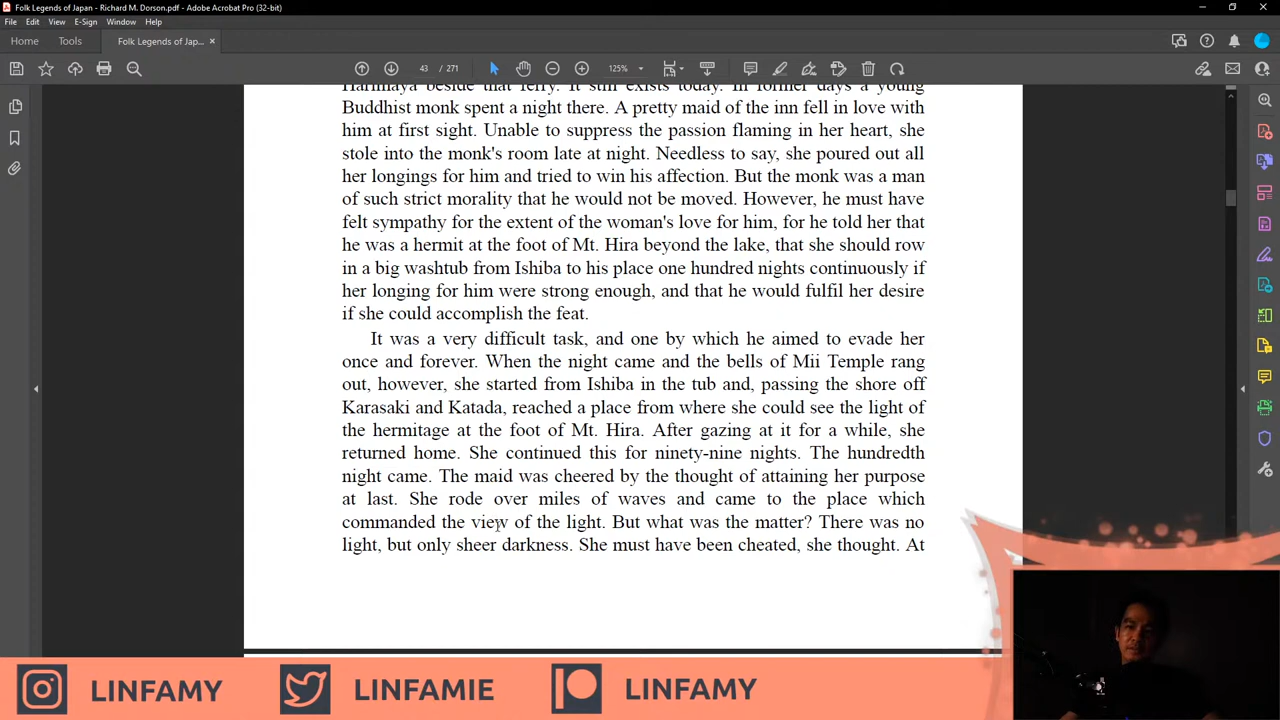 Folk Legends of Japan - Richard M. Dorson.pdf - Adobe Acrobat Pro (32-bit)
File Edit View E-Sign Window Help
Home Tools Folk Legends of Jap... ×
43 / 271 125%
Harimaya beside that ferry. It still exists today. In former days a young
Buddhist monk spent a night there. A pretty maid of the inn fell in love with
him at first sight. Unable to suppress the passion flaming in her heart, she
stole into the monk's room late at night. Needless to say, she poured out all
her longings for him and tried to win his affection. But the monk was a man
of such strict morality that he would not be moved. However, he must have
felt sympathy for the extent of the woman's love for him, for he told her that
he was a hermit at the foot of Mt. Hira beyond the lake, that she should row
in a big washtub from Ishiba to his place one hundred nights continuously if
her longing for him were strong enough, and that he would fulfil her desire
if she could accomplish the feat.
It was a very difficult task, and one by which he aimed to evade her
once and forever. When the night came and the bells of Mii Temple rang
out, however, she started from Ishiba in the tub and, passing the shore off
Karasaki and Katada, reached a place from where she could see the light of
the hermitage at the foot of Mt. Hira. After gazing at it for a while, she
returned home. She continued this for ninety-nine nights. The hundredth
night came. The maid was cheered by the thought of attaining her purpose
at last. She rode over miles of waves and came to the place which
commanded the view of the light. But what was the matter? There was no
light, but only sheer darkness. She must have been cheated, she thought. At
LINFAMY LINFAMIE LINFAMY